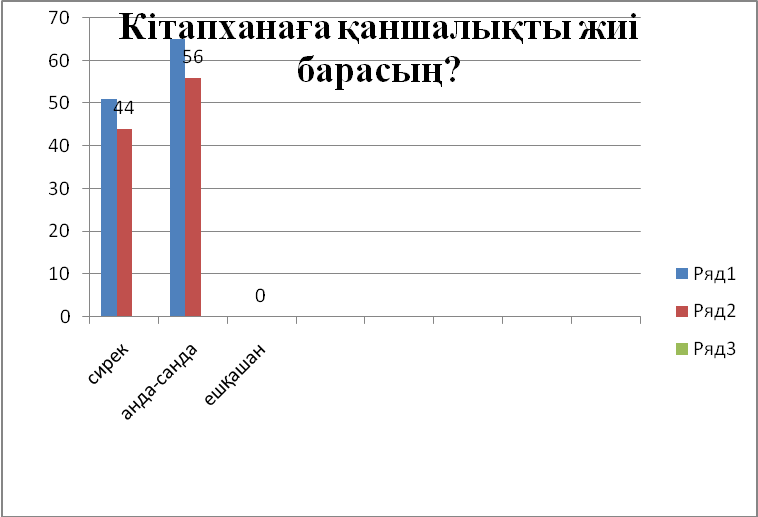 Кітапханаға қаншалықты жиі
барасың?
70
60
50
40
30
20
10
0
44
56
0
сирек
анда-санда
ешқашан
Ряд1
Ряд2
Ряд3